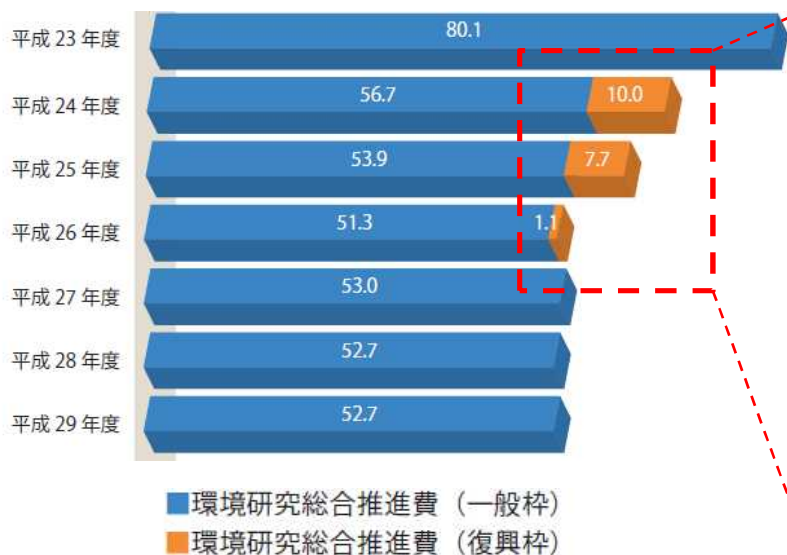 平成 23 年度 80.1
平成 24 年度 56.7 10.0
平成 25 年度 53.9 7.7
平成 26 年度 51.3 1.1
平成 27 年度 53.0
平成 28 年度 52.7
平成 29 年度 52.7
■環境研究総合推進費（一般枠）
■環境研究総合推進費（復興枠）